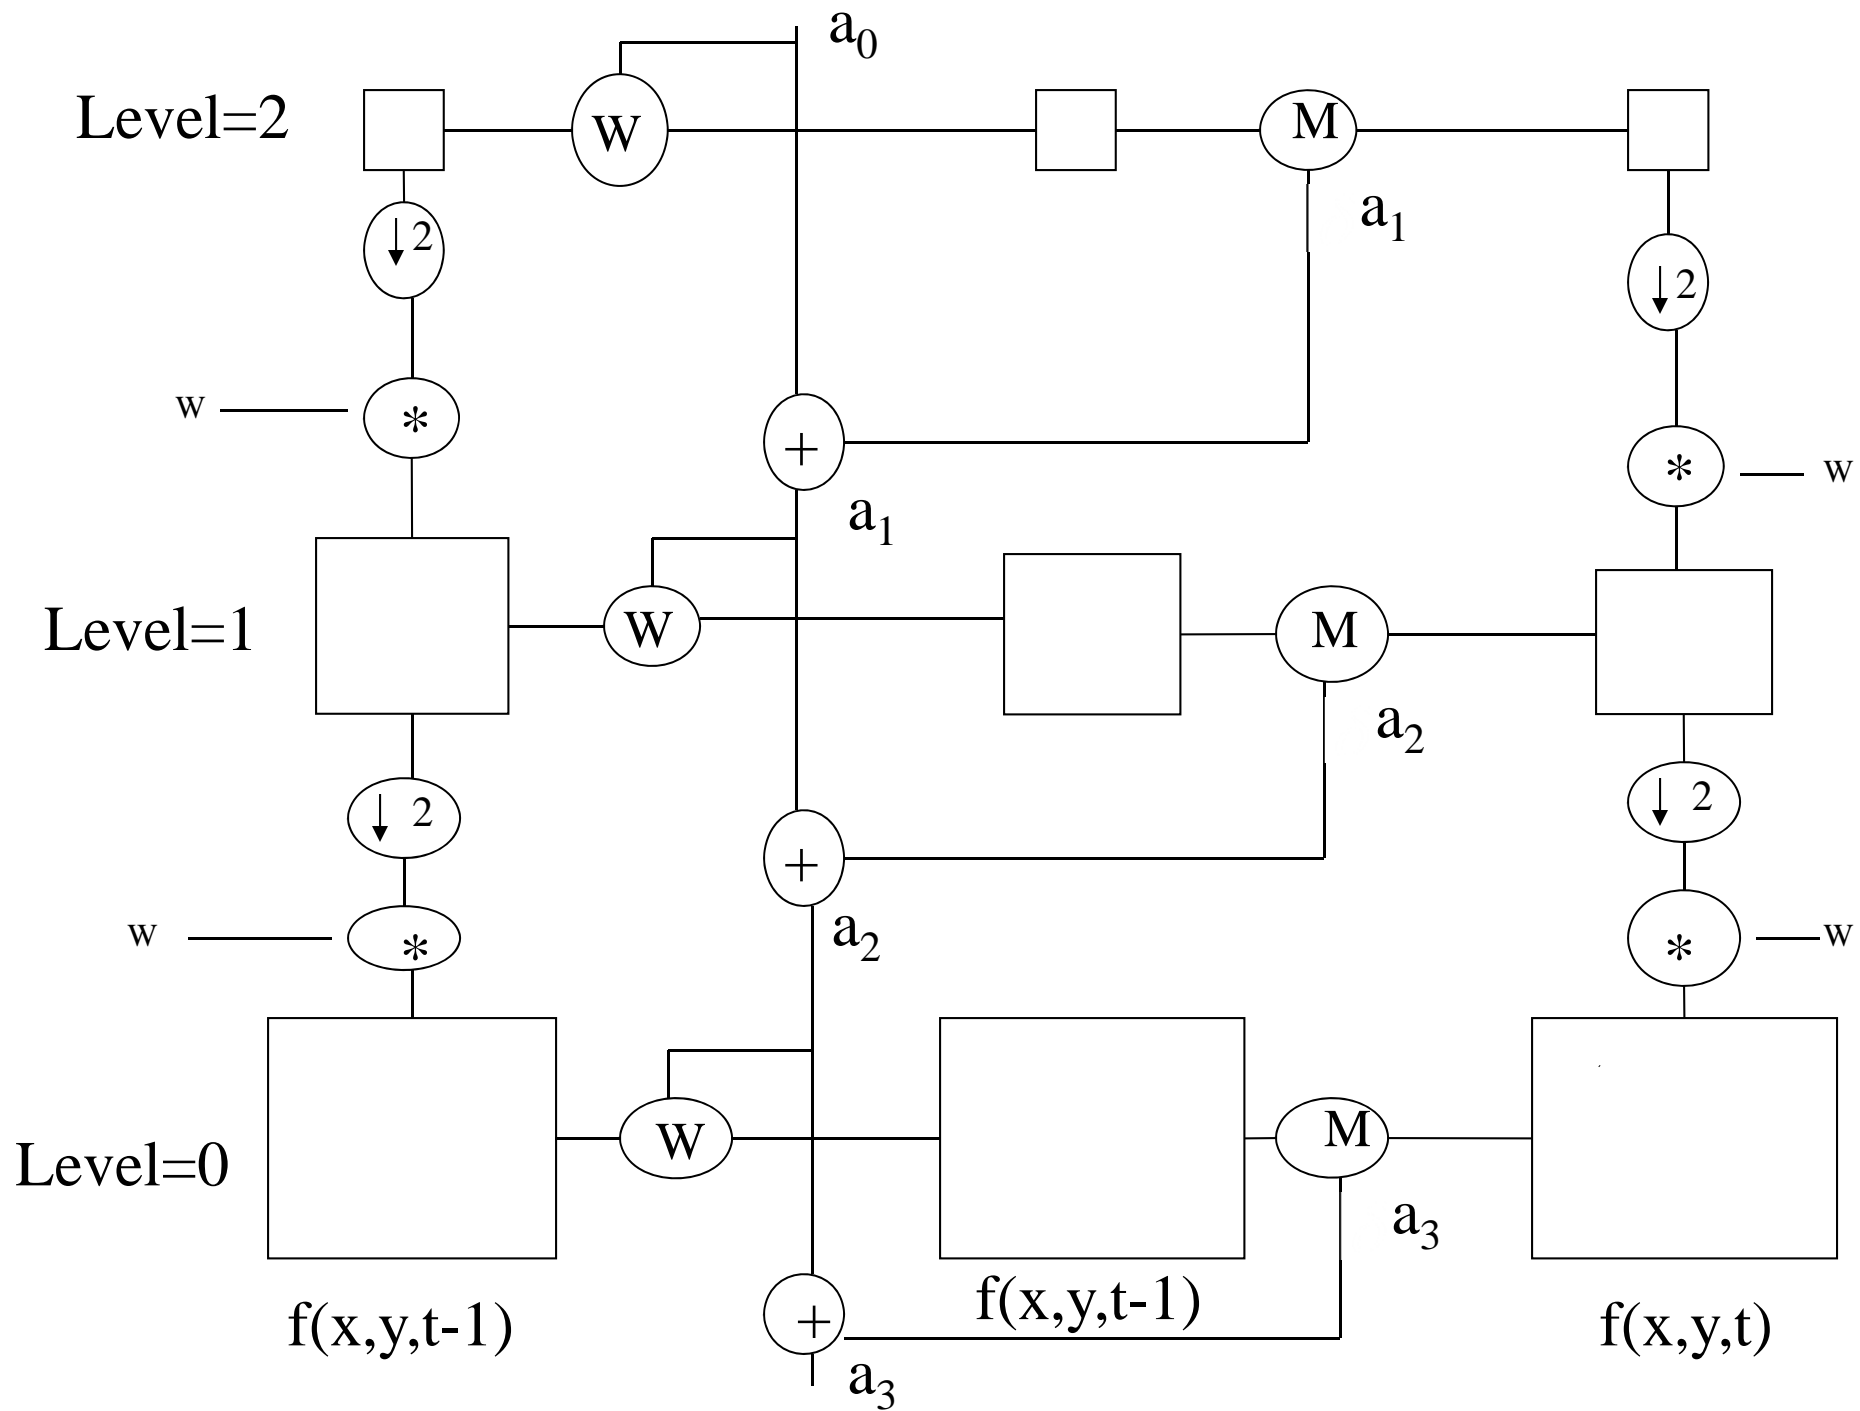 a₀
Level=2 W M
a₁
↓2 ↓2
w * + * w
a₁
Level=1 W M
a₂
↓ 2 + ↓ 2
w * a₂ * w
Level=0 W M
a₃
f(x,y,t-1) + f(x,y,t-1) f(x,y,t)
a₃